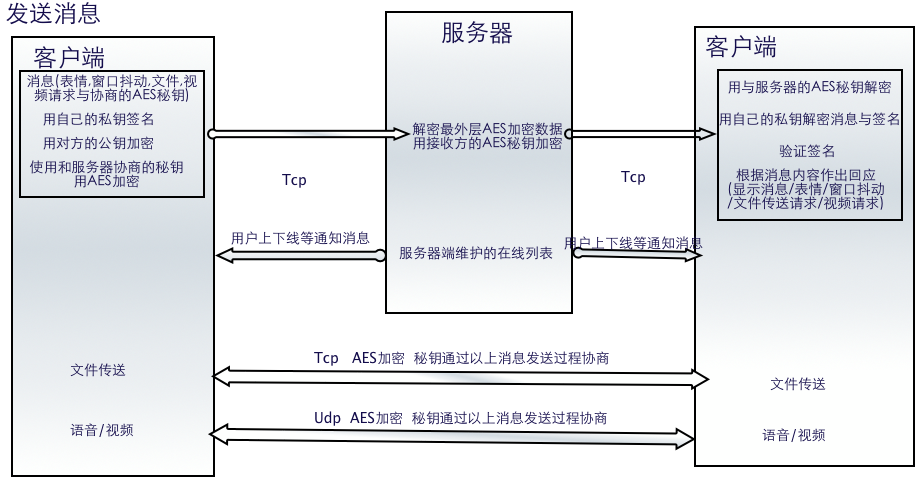 发送消息
客户端
消息(表情,窗口抖动,文件,视
频请求与协商的AES秘钥)
用自己的私钥签名
用对方的公钥加密
使用和服务器协商的秘钥
用AES加密
服务器
解密最外层AES加密数据
用接收方的AES秘钥加密
服务器端维护的在线列表
客户端
用与服务器的AES秘钥解密
用自己的私钥解密消息与签名
验证签名
根据消息内容作出回应
(显示消息/表情/窗口抖动
/文件传送请求/视频请求)
Tcp
Tcp
用户上下线等通知消息
用户上下线等通知消息
Tcp AES加密 秘钥通过以上消息发送过程协商
文件传送
文件传送
Udp AES加密 秘钥通过以上消息发送过程协商
语音/视频
语音/视频